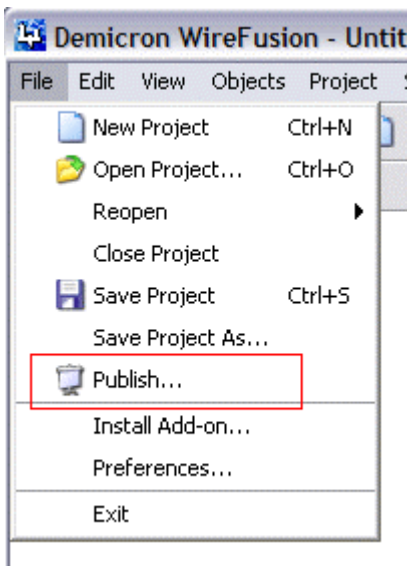 Demicron WireFusion - Untit
File Edit View Objects Project
New Project Ctrl+N
Open Project... Ctrl+O
Reopen
Close Project
Save Project Ctrl+S
Save Project As...
Publish...
Install Add-on...
Preferences...
Exit